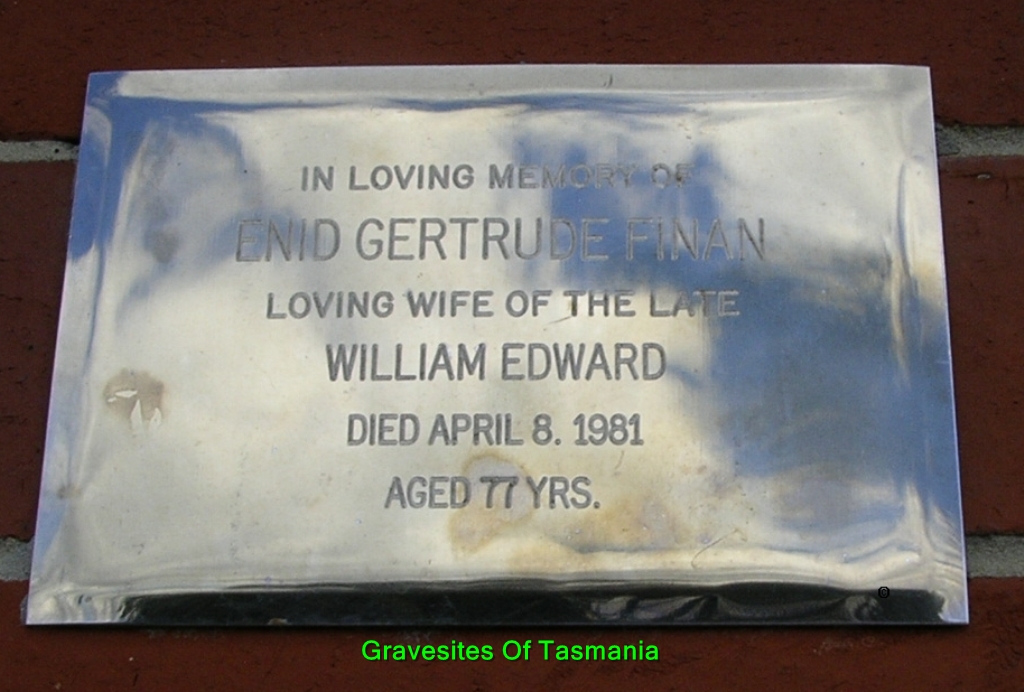 IN LOVING MEMORY OF
ENID GERTRUDE FINAN
LOVING WIFE OF THE LATE
WILLIAM EDWARD
DIED APRIL 8. 1981
AGED 77 YRS.
©
Gravesites Of Tasmania